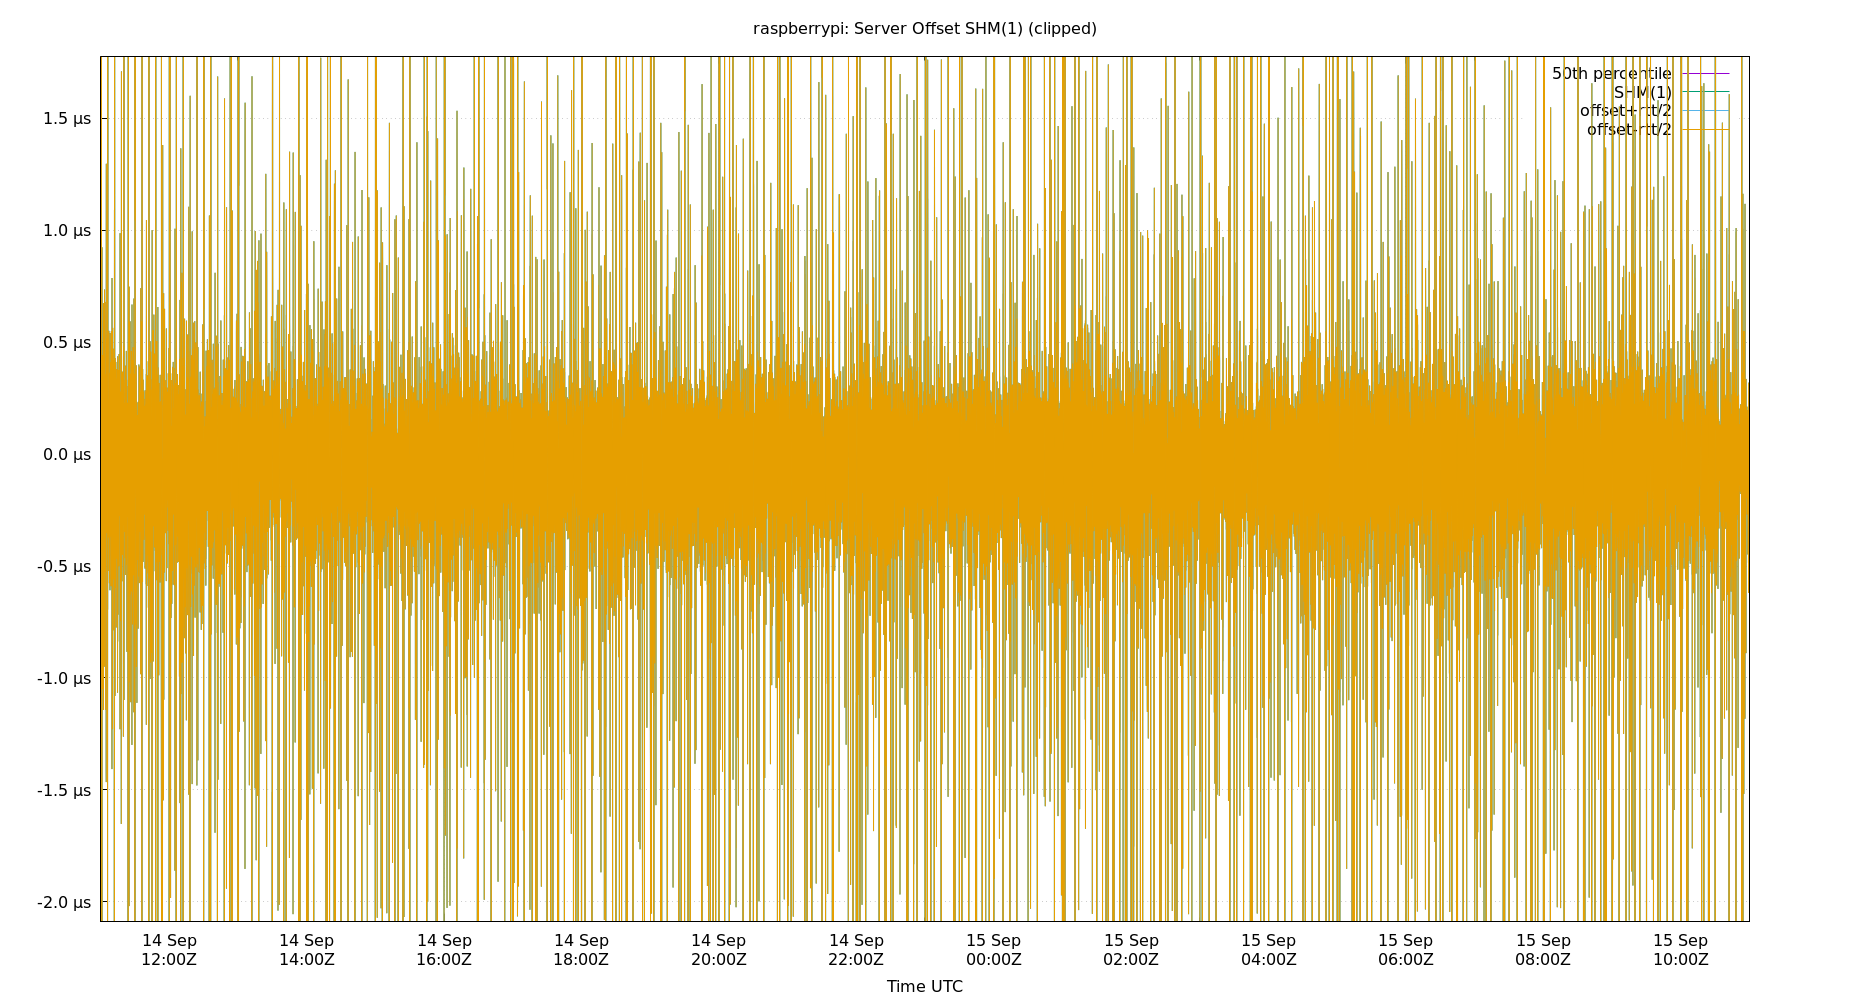 raspberrypi: Server Offset SHM(1) (clipped)
50th percentile
SHM(1)
offset+rtt/2
offset-rtt/2
1.5 µs
1.0 µs
0.5 µs
0.0 µs
-0.5 µs
-1.0 µs
-1.5 µs
-2.0 µs
14 Sep 14 Sep 14 Sep 14 Sep 14 Sep 14 Sep 15 Sep 15 Sep 15 Sep 15 Sep 15 Sep 15 Sep
12:00Z 14:00Z 16:00Z 18:00Z 20:00Z 22:00Z 00:00Z 02:00Z 04:00Z 06:00Z 08:00Z 10:00Z
Time UTC